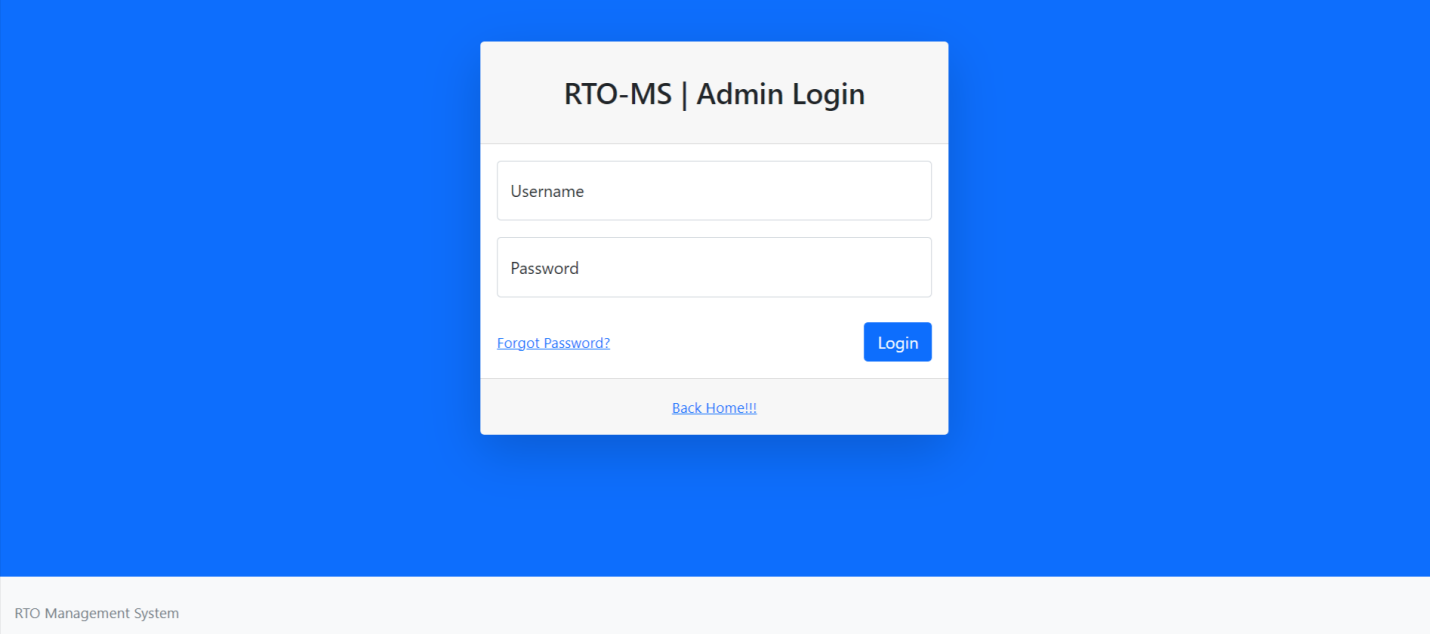 RTO-MS | Admin Login
Username
Password
Forgot Password? Login
Back Home!!!
RTO Management System